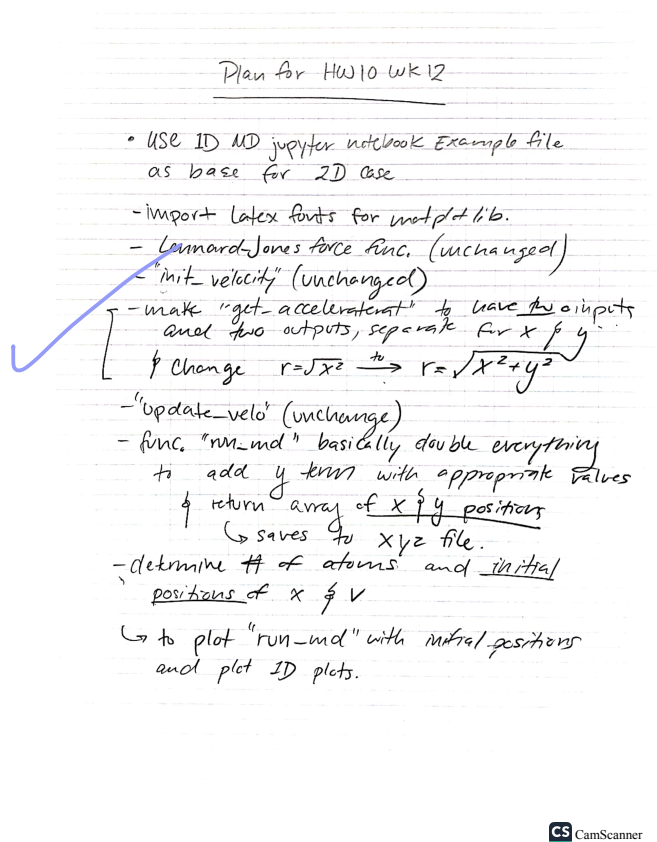 Plan for HW10 WK12
• USE 1D MD jupyter notebook Example file
as base for 2D case
- import Latex fonts for matplotlib.
- Lennard-Jones force func. (unchanged)
- "init_velocity" (unchanged)
- make "get_acceleraterat" to have two inputs
and two outputs, separate for x & y
& Change r=√x² to → r=√x²+y²
- "update_velo" (unchange)
- func. "run_md" basically double everything
to add y term with appropriate values
& return array of x & y positions
↳ saves to xyz file.
- determine # of atoms and initial
positions of x & v
↳ to plot "run_md" with initial positions
and plot 1D plots.
CS CamScanner